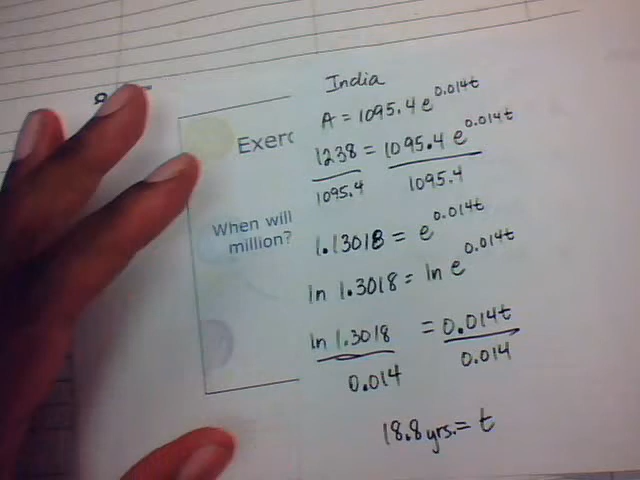 India
A = 1095.4 e^0.014t
1238 = 1095.4 e^0.014t
1095.4 1095.4
Exerc
When will
million?
1.13018 = e^0.014t
ln 1.3018 = ln e^0.014t
ln 1.3018 = 0.014t
0.014 0.014
18.8 yrs. = t